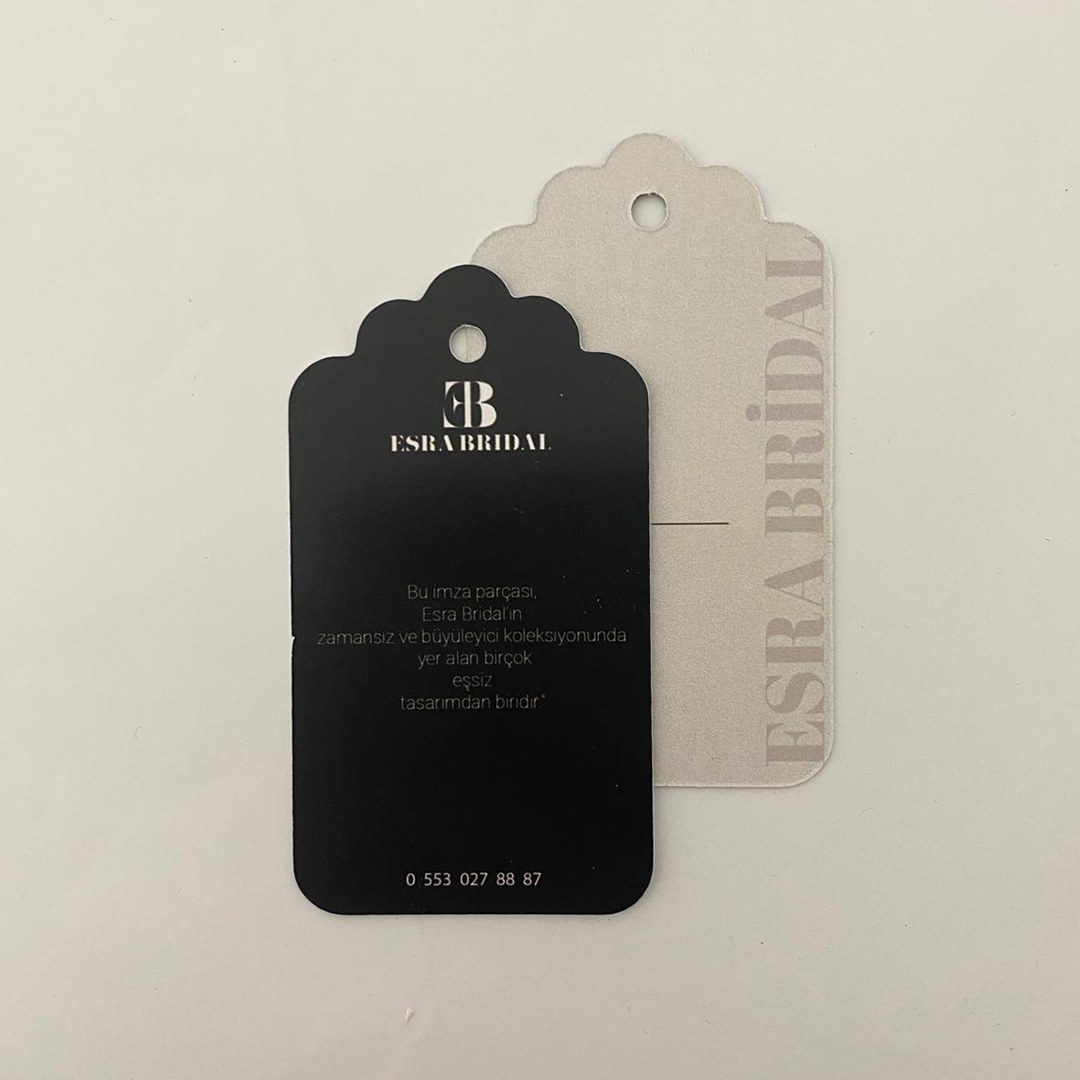 EB
ESRA BRIDAL
Bu imza parçası,
Esra Bridal'ın
zamansız ve büyüleyici koleksiyonunda
yer alan birçok
eşsiz
tasarımdan biridir*
0 553 027 88 87
ESRA BRİDAL